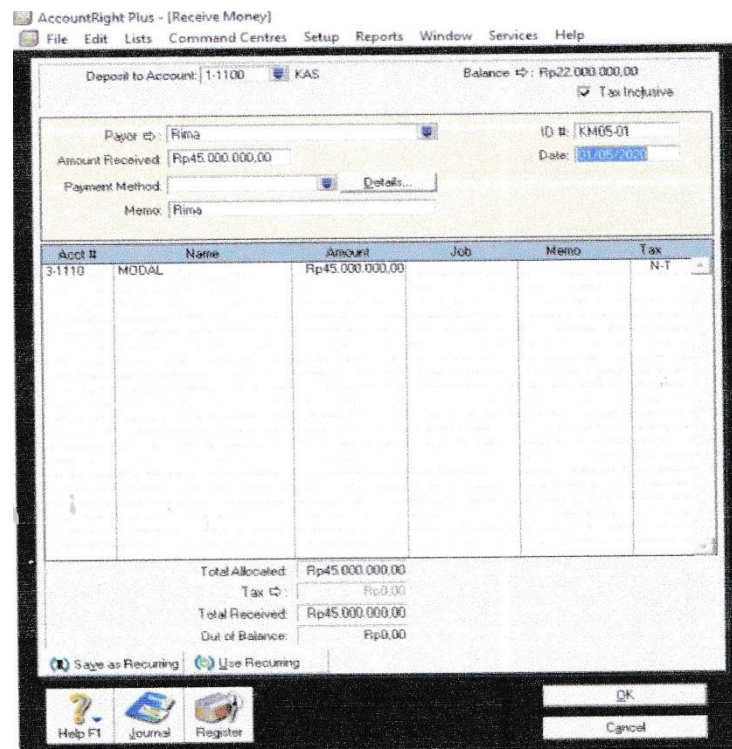 AccountRight Plus - [Receive Money]
File Edit Lists Command Centres Setup Reports Window Services Help
Deposit to Account: 1-1100 KAS Balance ⇨: Rp22.000.000,00
Tax Inclusive
Payor ⇨: Rima ID #: KM05-01
Amount Received: Rp45.000.000,00 Date: 01/05/2020
Payment Method: Details...
Memo: Rima
Acct # Name Amount Job Memo Tax
3-1110 MODAL Rp45.000.000,00 N-T
Total Allocated: Rp45.000.000,00
Tax ⇨: Rp0,00
Total Received: Rp45.000.000,00
Out of Balance: Rp0,00
Save as Recurring Use Recurring
Help F1 Journal Register
OK
Cancel